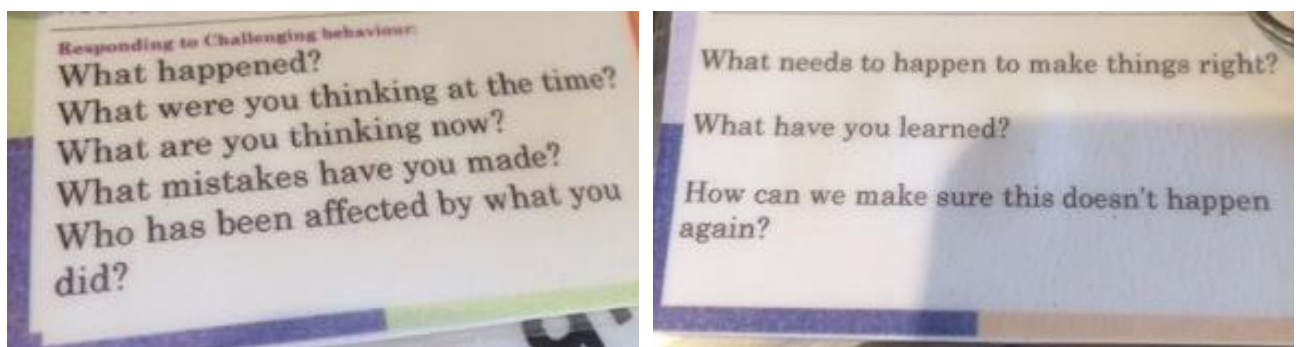 Responding to Challenging behaviour:
What happened?
What were you thinking at the time?
What are you thinking now?
What mistakes have you made?
Who has been affected by what you
did?
What needs to happen to make things right?
What have you learned?
How can we make sure this doesn't happen
again?